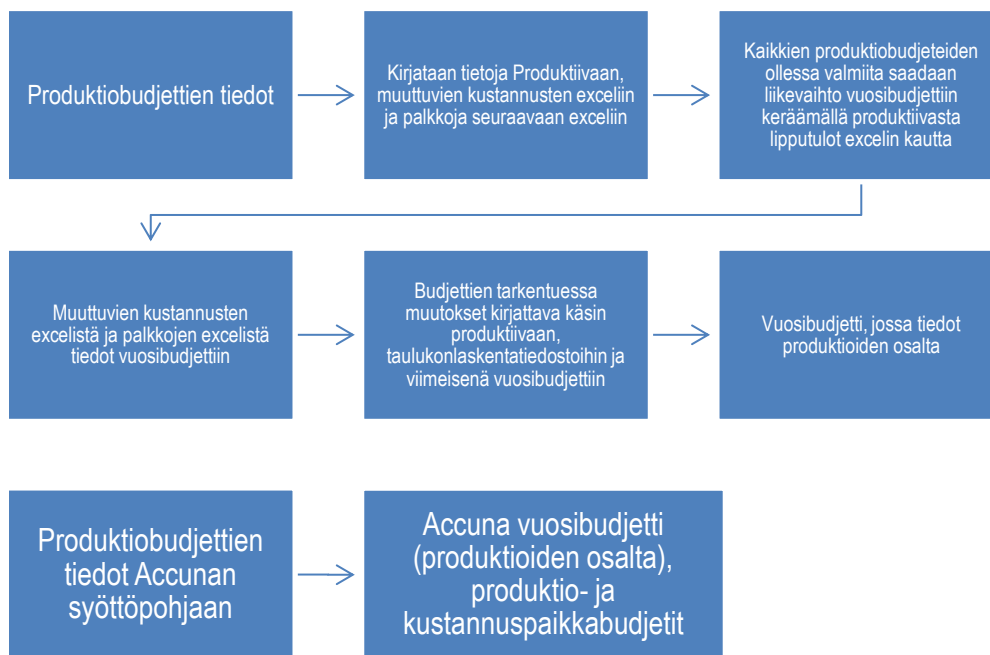 Produktiobudjettien tiedot
Kirjataan tietoja Produktiivaan,
muuttuvien kustannusten exceliin
ja palkkoja seuraavaan exceliin
Kaikkien produktiobudjeteiden
ollessa valmiita saadaan
liikevaihto vuosibudjettiin
keräämällä produktiivasta
lipputulot excelin kautta
Muuttuvien kustannusten
excelistä ja palkkojen excelistä
tiedot vuosibudjettiin
Budjettien tarkentuessa
muutokset kirjattava käsin
produktiivaan,
taulukonlaskentatiedostoihin ja
viimeisenä vuosibudjettiin
Vuosibudjetti, jossa tiedot
produktioiden osalta
Produktiobudjettien
tiedot Accunan
syöttöpohjaan
Accuna vuosibudjetti
(produktioiden osalta),
produktio- ja
kustannuspaikkabudjetit